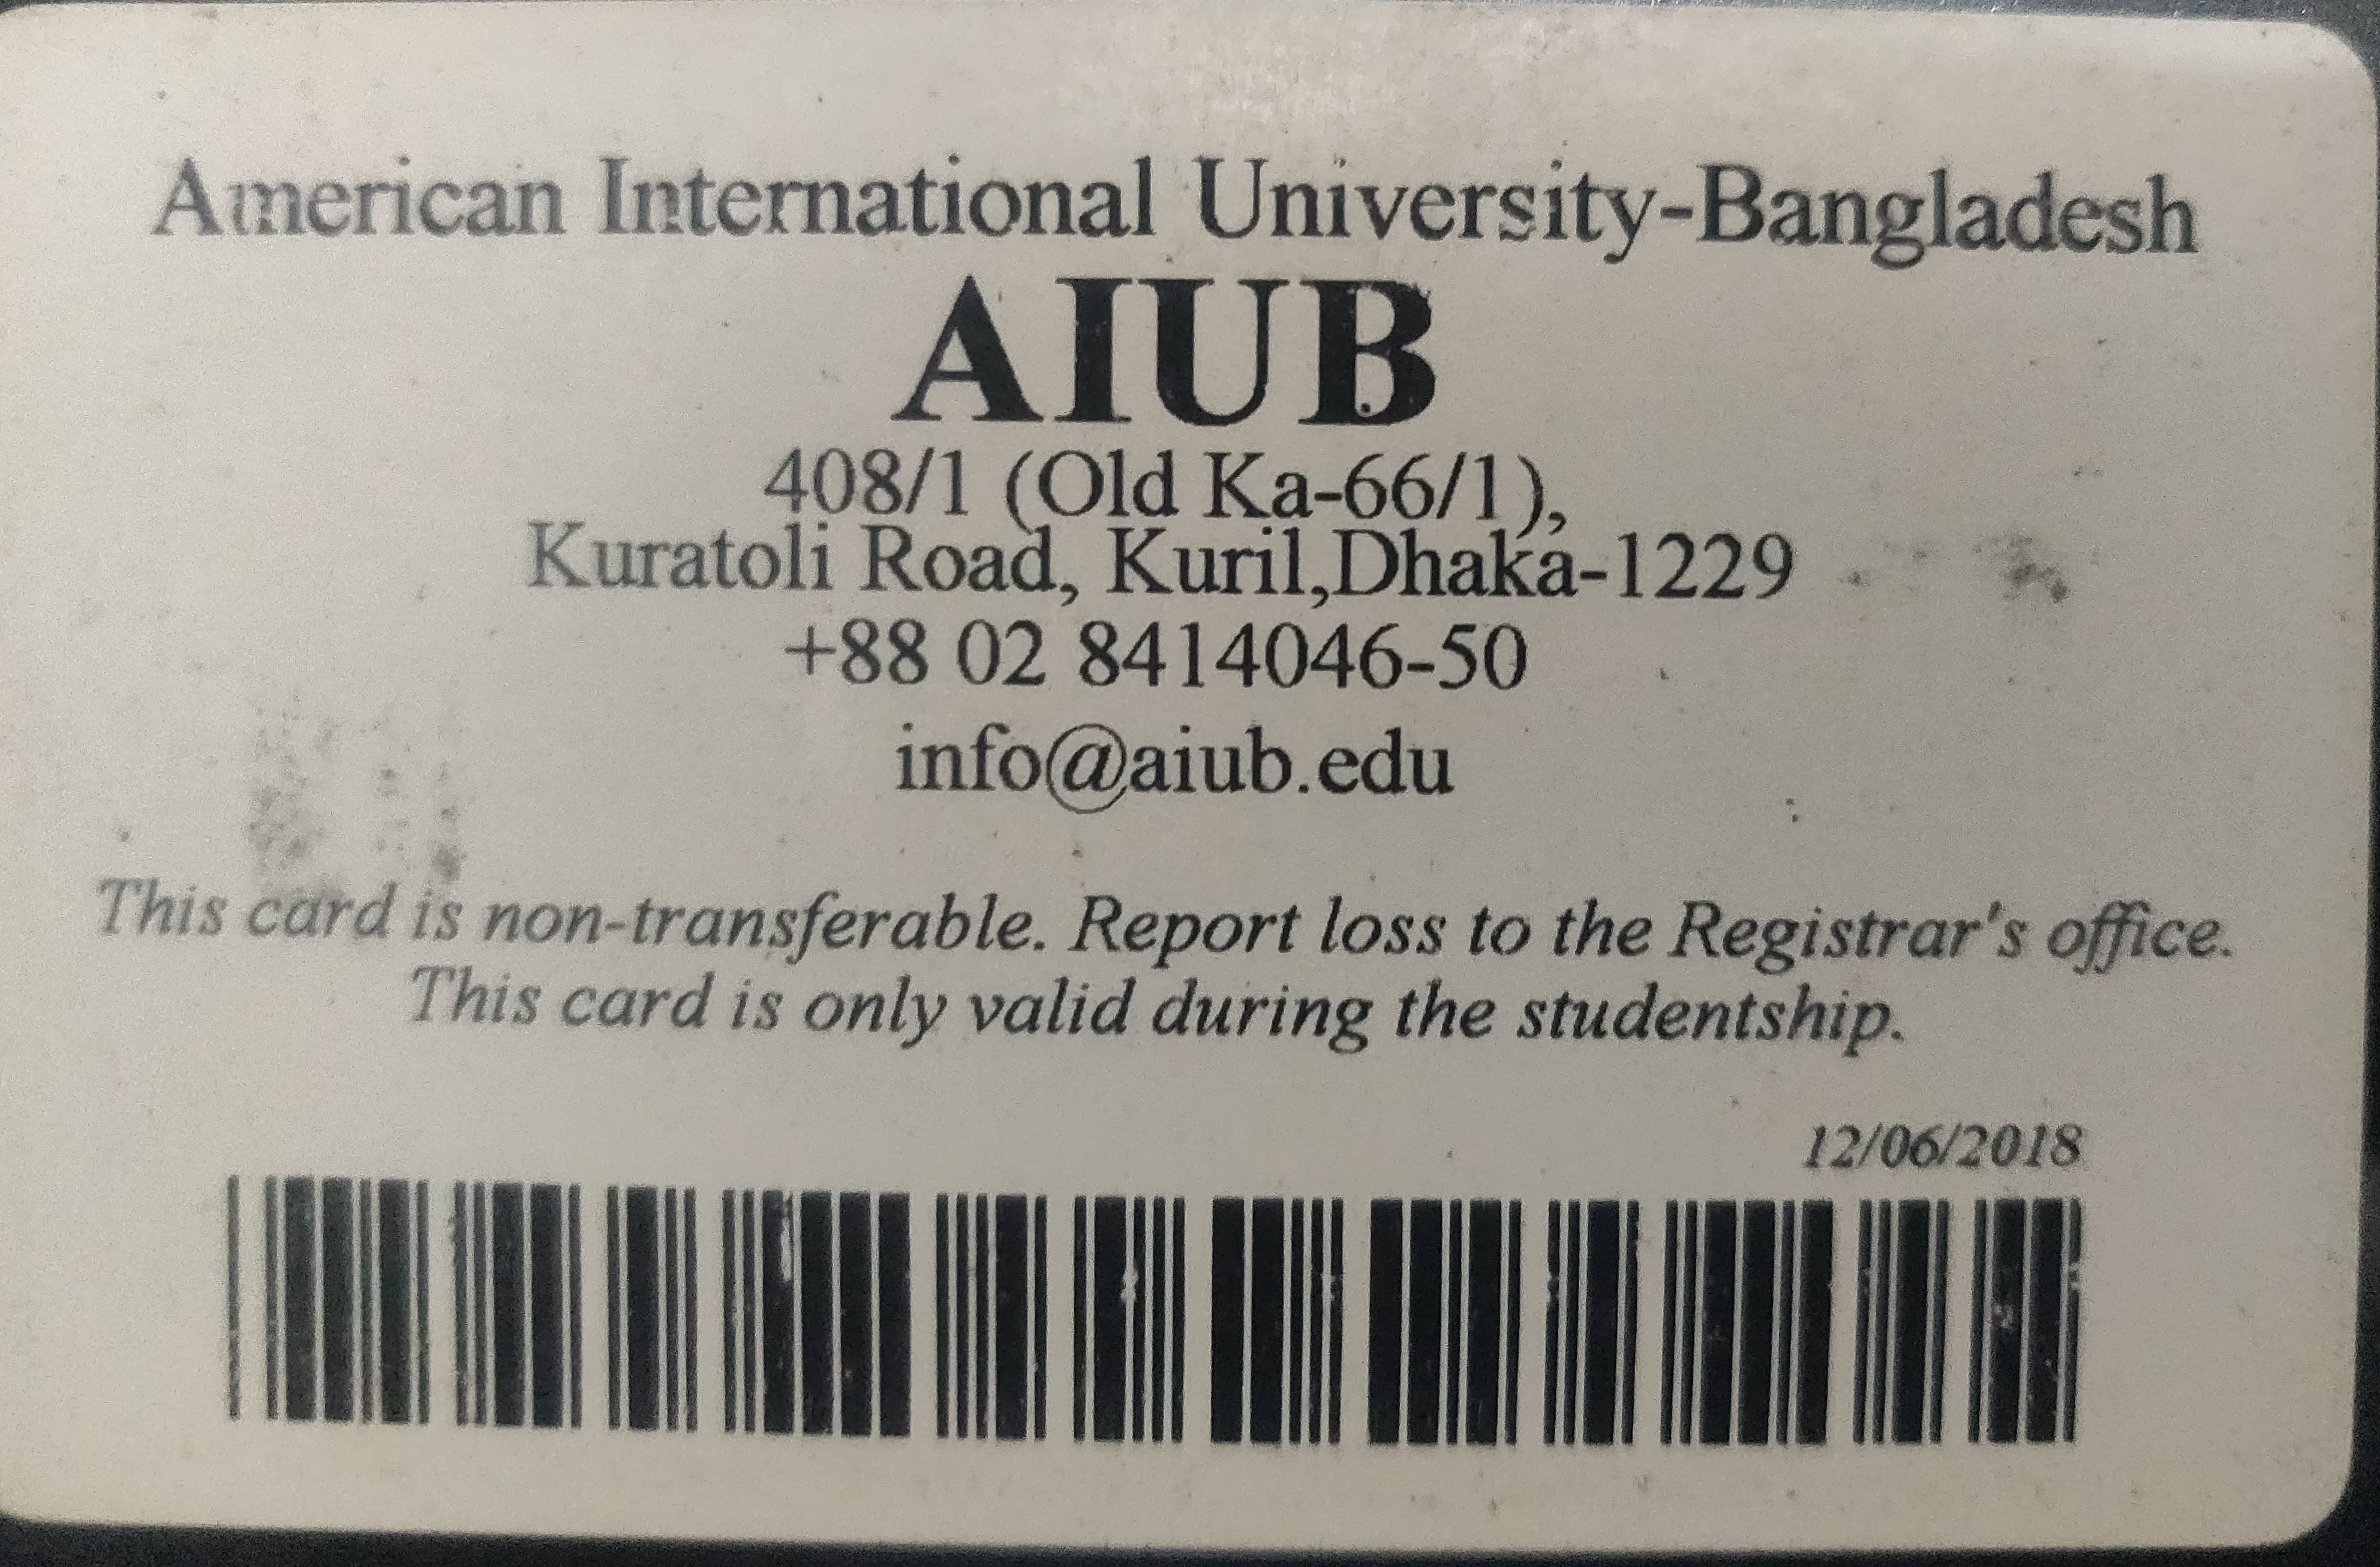 American International University-Bangladesh
AIUB
408/1 (Old Ka-66/1),
Kuratoli Road, Kuril,Dhaka-1229
+88 02 8414046-50
info@aiub.edu
This card is non-transferable. Report loss to the Registrar's office.
This card is only valid during the studentship.
12/06/2018